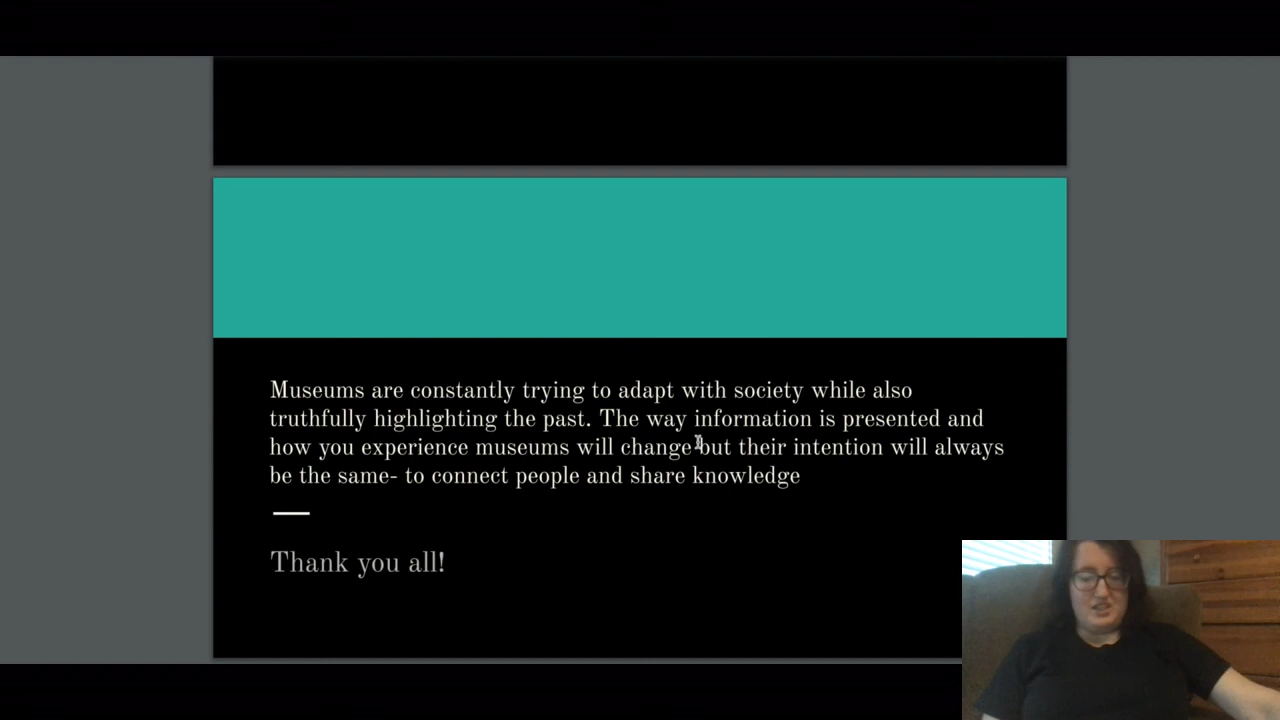 Museums are constantly trying to adapt with society while also
truthfully highlighting the past. The way information is presented and
how you experience museums will change but their intention will always
be the same- to connect people and share knowledge
Thank you all!